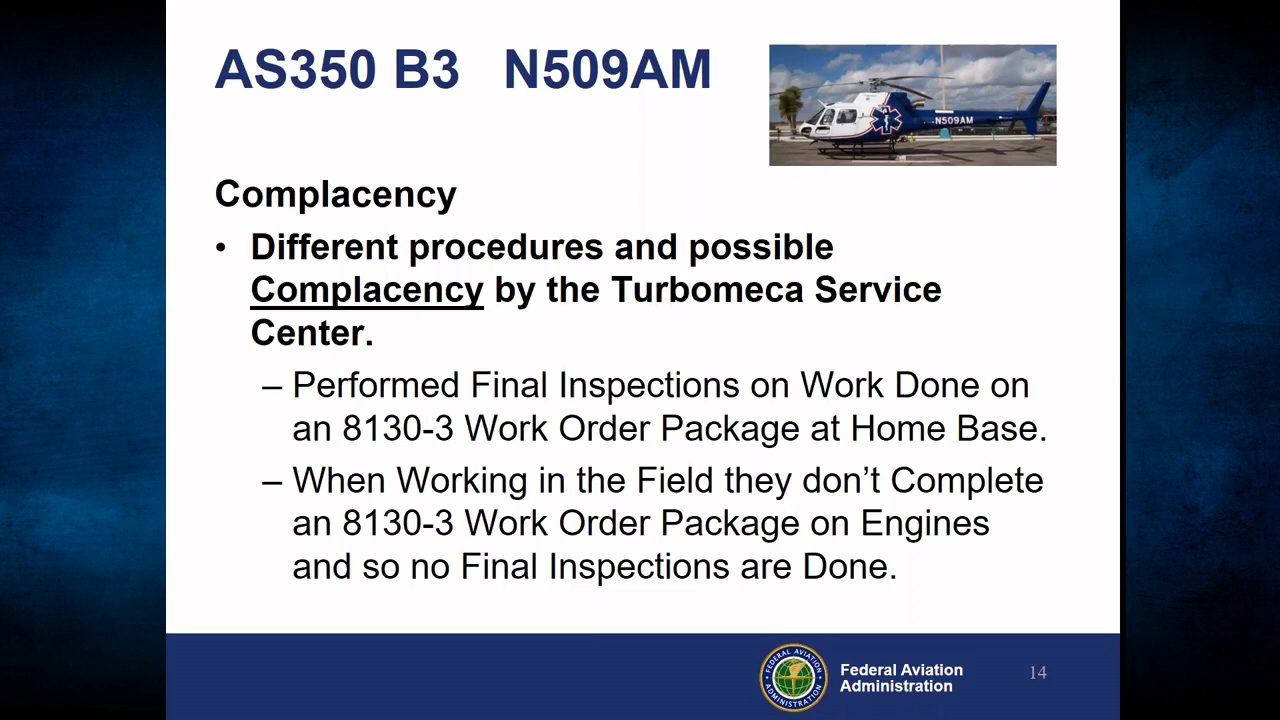 AS350 B3 N509AM
N509AM
Complacency
• Different procedures and possible
Complacency by the Turbomeca Service
Center.
– Performed Final Inspections on Work Done on
an 8130-3 Work Order Package at Home Base.
– When Working in the Field they don’t Complete
an 8130-3 Work Order Package on Engines
and so no Final Inspections are Done.
FEDERAL AVIATION
ADMINISTRATION
Federal Aviation
Administration
14